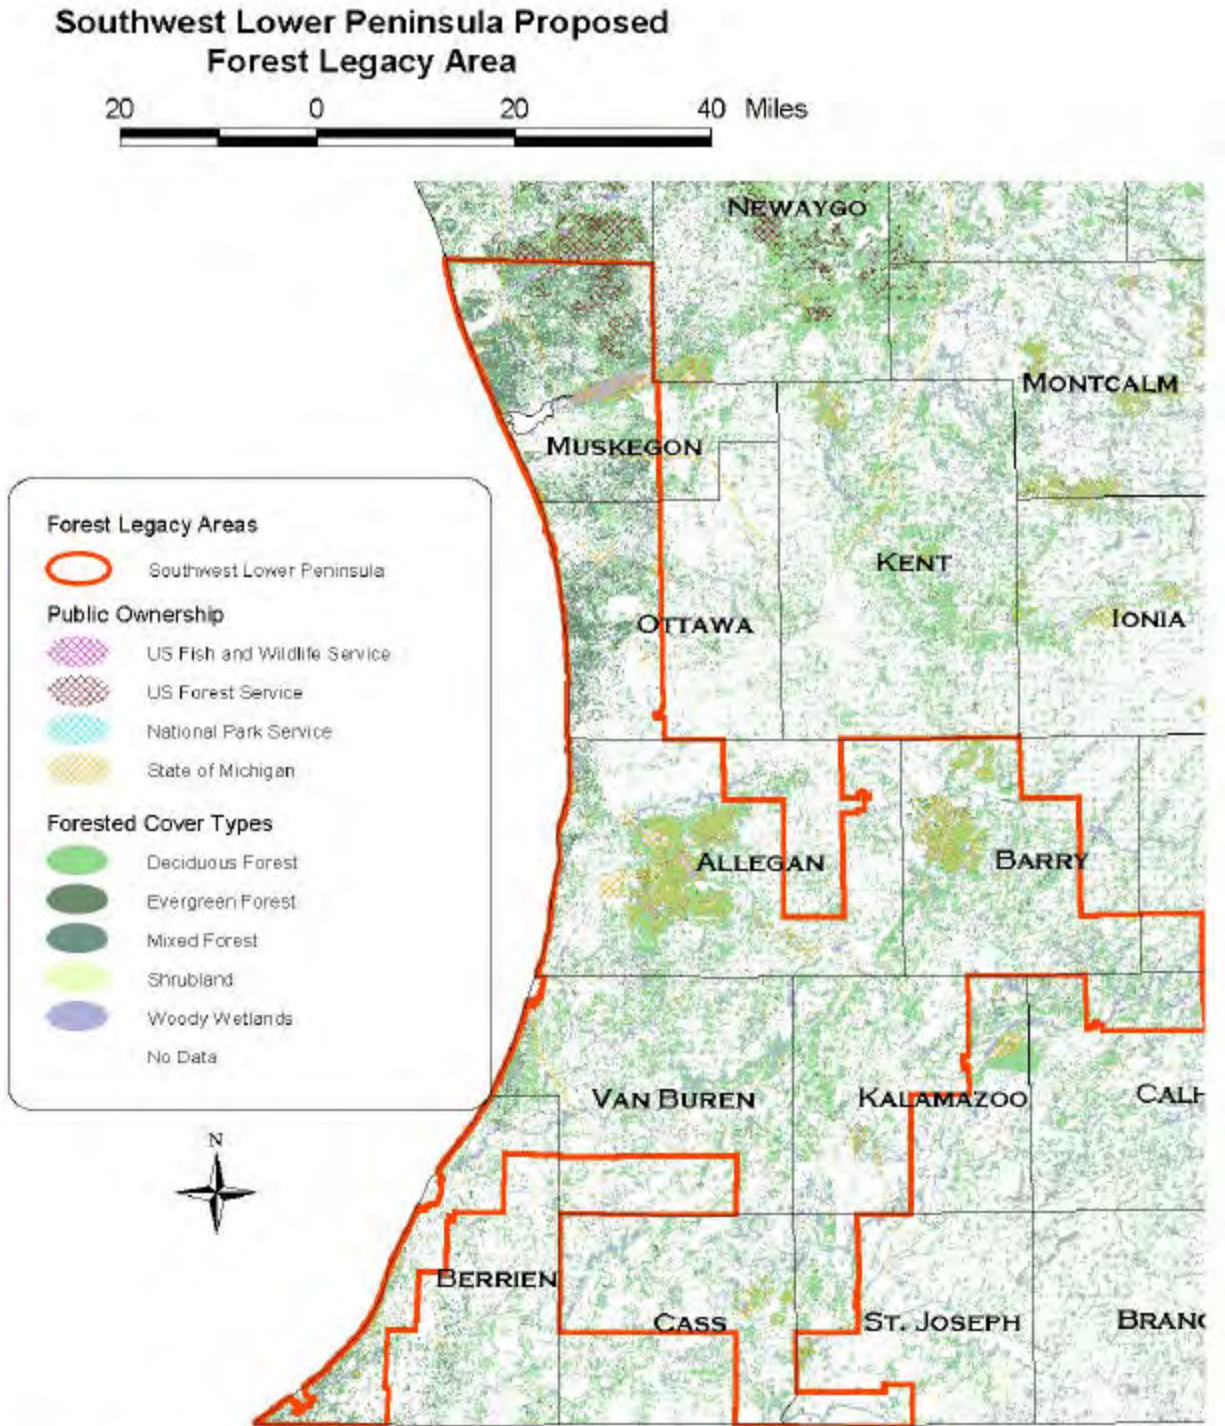 Southwest Lower Peninsula Proposed
Forest Legacy Area
20 0 20 40 Miles
NEWAYGO
MONTCALM
MUSKEGON
KENT
OTTAWA
IONIA
Forest Legacy Areas
Southwest Lower Peninsula
Public Ownership
US Fish and Wildlife Service
US Forest Service
National Park Service
State of Michigan
Forested Cover Types
Deciduous Forest
Evergreen Forest
Mixed Forest
Shrubland
Woody Wetlands
No Data
ALLEGAN
BARRY
VAN BUREN
KALAMAZOO
CALH
N
BERRIEN
CASS
ST. JOSEPH
BRANC